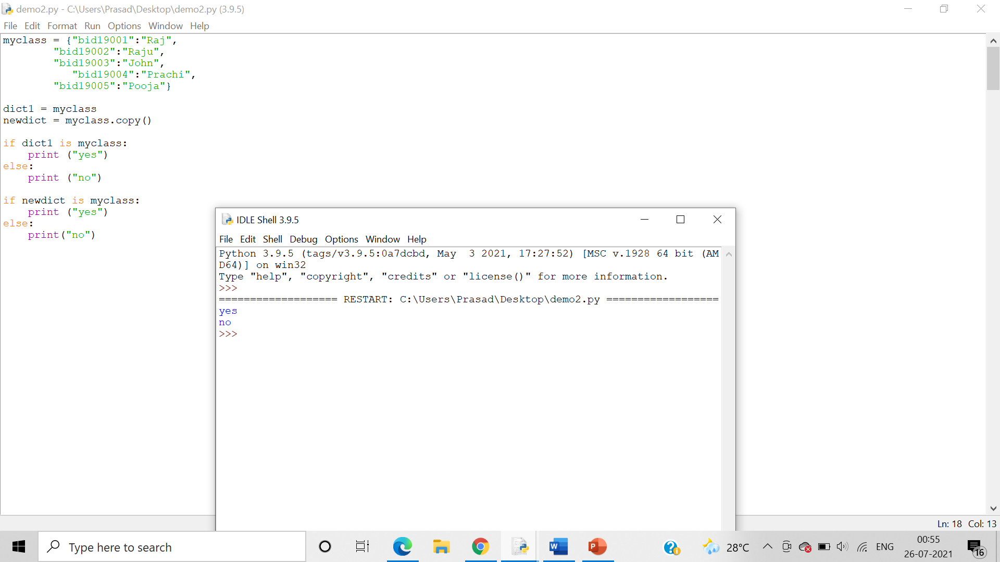 demo2.py - C:\Users\Prasad\Desktop\demo2.py (3.9.5)
File Edit Format Run Options Window Help
myclass = {"bid19001":"Raj",
        "bid19002":"Raju",
        "bid19003":"John",
           "bid19004":"Prachi",
        "bid19005":"Pooja"}
dict1 = myclass
newdict = myclass.copy()
if dict1 is myclass:
    print ("yes")
else:
    print ("no")
if newdict is myclass:
    print ("yes")
else:
    print("no")
IDLE Shell 3.9.5
File Edit Shell Debug Options Window Help
Python 3.9.5 (tags/v3.9.5:0a7dcbd, May  3 2021, 17:27:52) [MSC v.1928 64 bit (AM
D64)] on win32
Type "help", "copyright", "credits" or "license()" for more information.
>>>
=================== RESTART: C:\Users\Prasad\Desktop\demo2.py ==================
yes
no
>>>
Ln: 18 Col: 13
Type here to search
28°C
ENG
00:55
26-07-2021
16